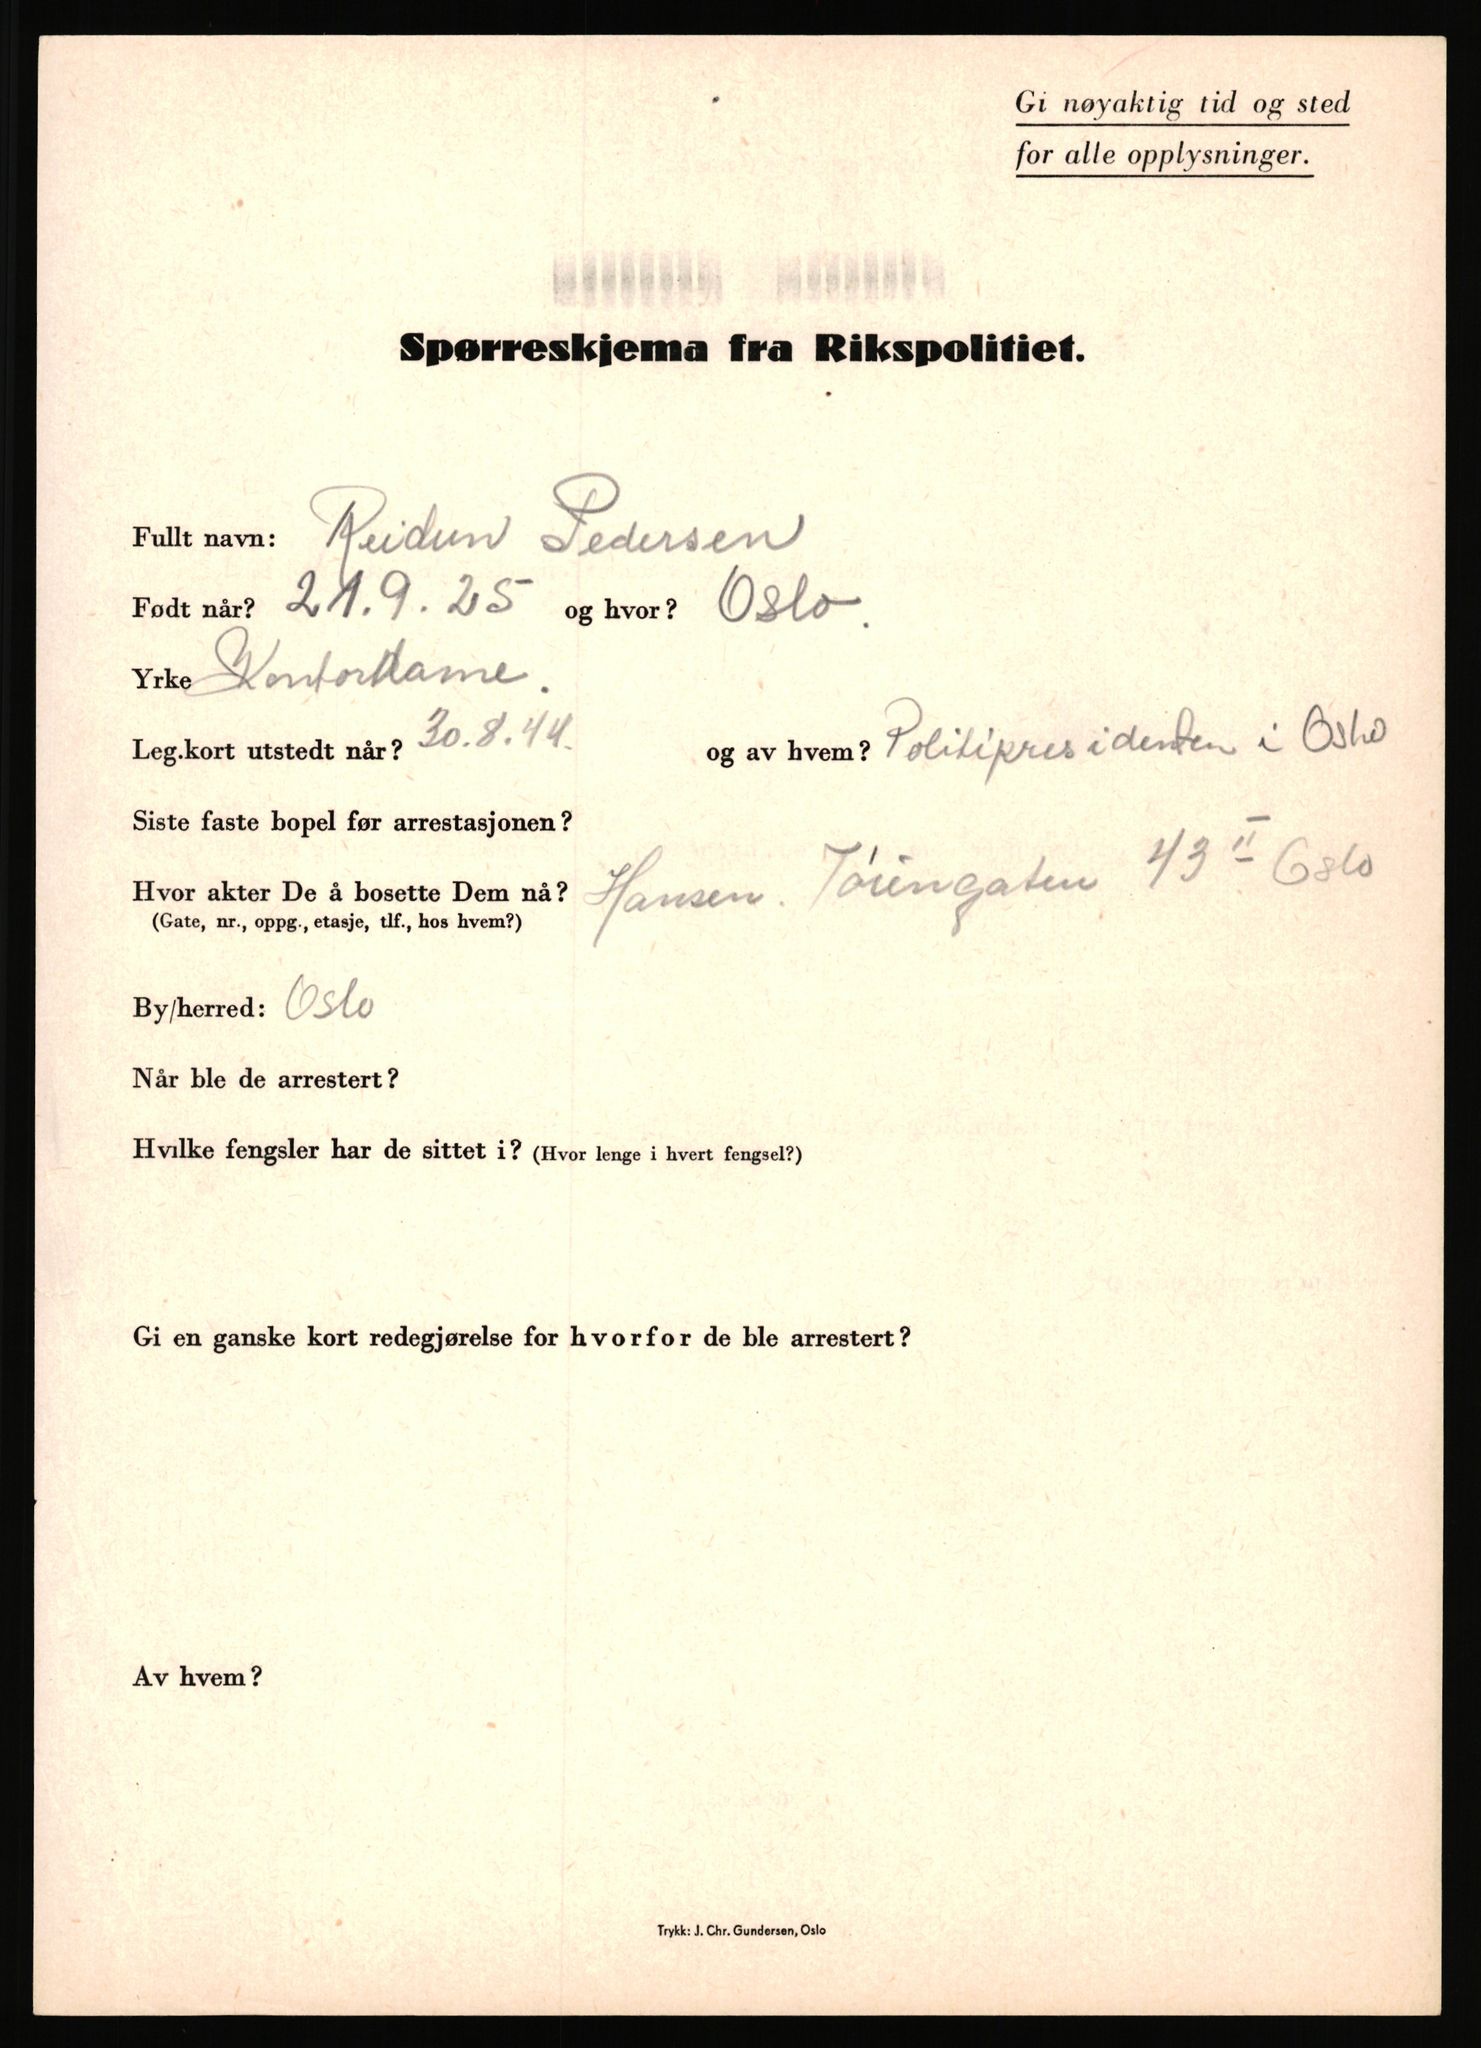 Gi nøyaktig tid og sted
for alle opplysninger.
Spørreskjema fra Rikspolitiet.
Fullt navn: Reidun Pedersen
Født når? 21.9.25 og hvor? Oslo.
Yrke Kontordame.
Leg.kort utstedt når? 30.8.44. og av hvem? Politipresidenten i Oslo
Siste faste bopel før arrestasjonen?
Hvor akter De å bosette Dem nå? Hansen. Tøiengaten 43 II Oslo
(Gate, nr., oppg., etasje, tlf., hos hvem?)
By/herred: Oslo
Når ble de arrestert?
Hvilke fengsler har de sittet i? (Hvor lenge i hvert fengsel?)
Gi en ganske kort redegjørelse for hvorfor de ble arrestert?
Av hvem?
Trykk: J. Chr. Gundersen, Oslo